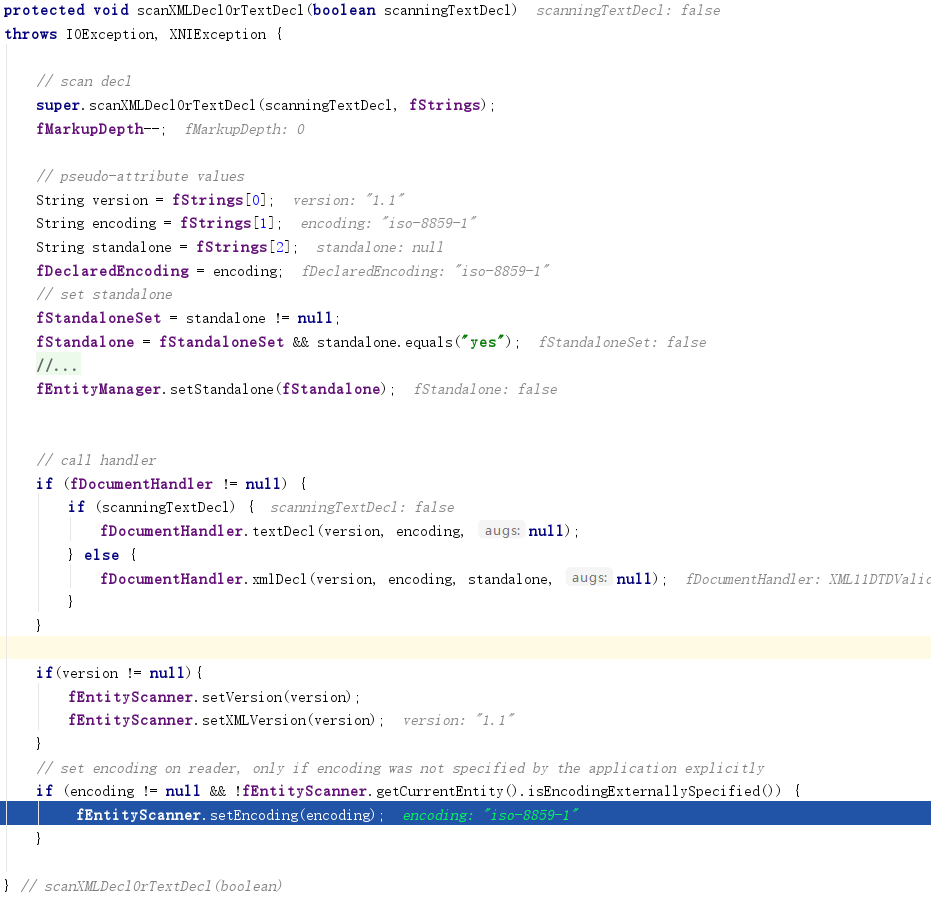 protected void scanXMLDeclOrTextDecl(boolean scanningTextDecl)  scanningTextDecl: false
throws IOException, XNIException {
// scan decl
super.scanXMLDeclOrTextDecl(scanningTextDecl, fStrings);
fMarkupDepth--;  fMarkupDepth: 0
// pseudo-attribute values
String version = fStrings[0];  version: "1.1"
String encoding = fStrings[1];  encoding: "iso-8859-1"
String standalone = fStrings[2];  standalone: null
fDeclaredEncoding = encoding;  fDeclaredEncoding: "iso-8859-1"
// set standalone
fStandaloneSet = standalone != null;
fStandalone = fStandaloneSet && standalone.equals("yes");  fStandaloneSet: false
//...
fEntityManager.setStandalone(fStandalone);  fStandalone: false
// call handler
if (fDocumentHandler != null) {
if (scanningTextDecl) {  scanningTextDecl: false
fDocumentHandler.textDecl(version, encoding, augs: null);
} else {
fDocumentHandler.xmlDecl(version, encoding, standalone, augs: null);  fDocumentHandler: XML11DTDValid
}
}
if(version != null){
fEntityScanner.setVersion(version);
fEntityScanner.setXMLVersion(version);  version: "1.1"
}
// set encoding on reader, only if encoding was not specified by the application explicitly
if (encoding != null && !fEntityScanner.getCurrentEntity().isEncodingExternallySpecified()) {
fEntityScanner.setEncoding(encoding);  encoding: "iso-8859-1"
}
} // scanXMLDeclOrTextDecl(boolean)